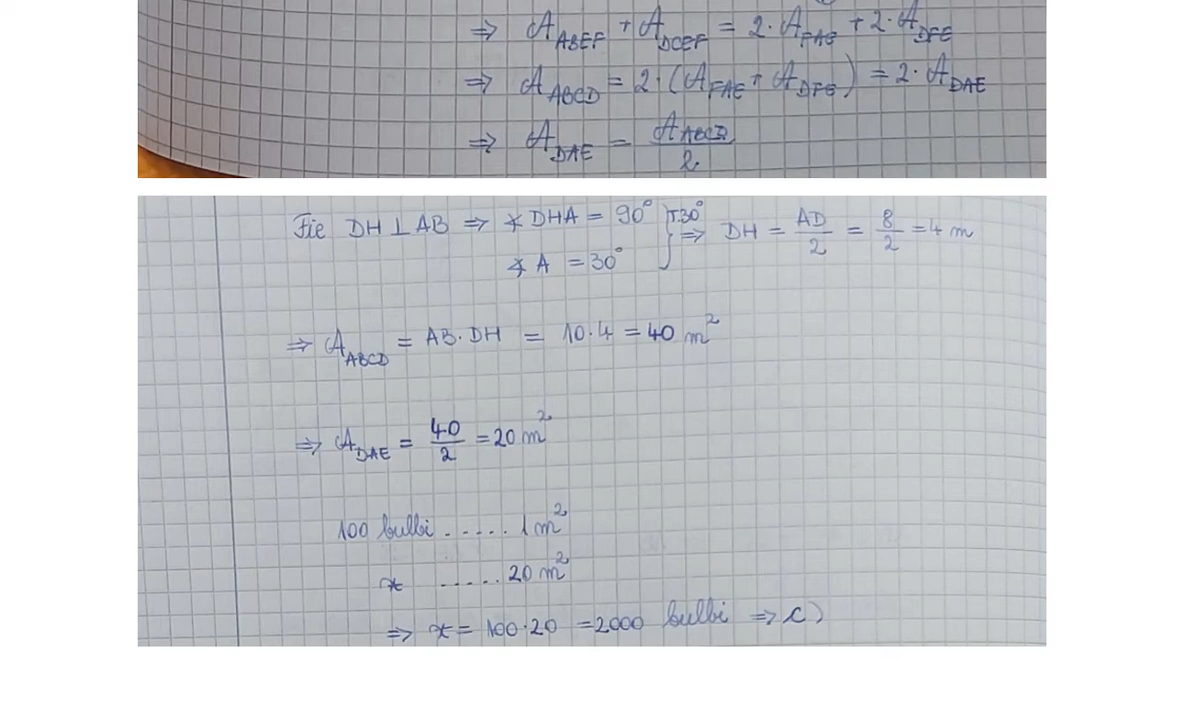 ⇒ A_ABEF + A_DCEF = 2·A_FAE + 2·A_DFE
⇒ A_ABCD = 2·(A_FAE + A_DFE) = 2·A_DAE
⇒ A_DAE = A_ABCD / 2
Fie DH ⊥ AB ⇒ ∢DHA = 90° } T.30° ⇒ DH = AD/2 = 8/2 = 4 m
∢A = 30°
⇒ A_ABCD = AB·DH = 10·4 = 40 m²
⇒ A_DAE = 40/2 = 20 m²
100 bulbi ..... 1 m²
x ..... 20 m²
⇒ x = 100·20 = 2000 bulbi ⇒ c)